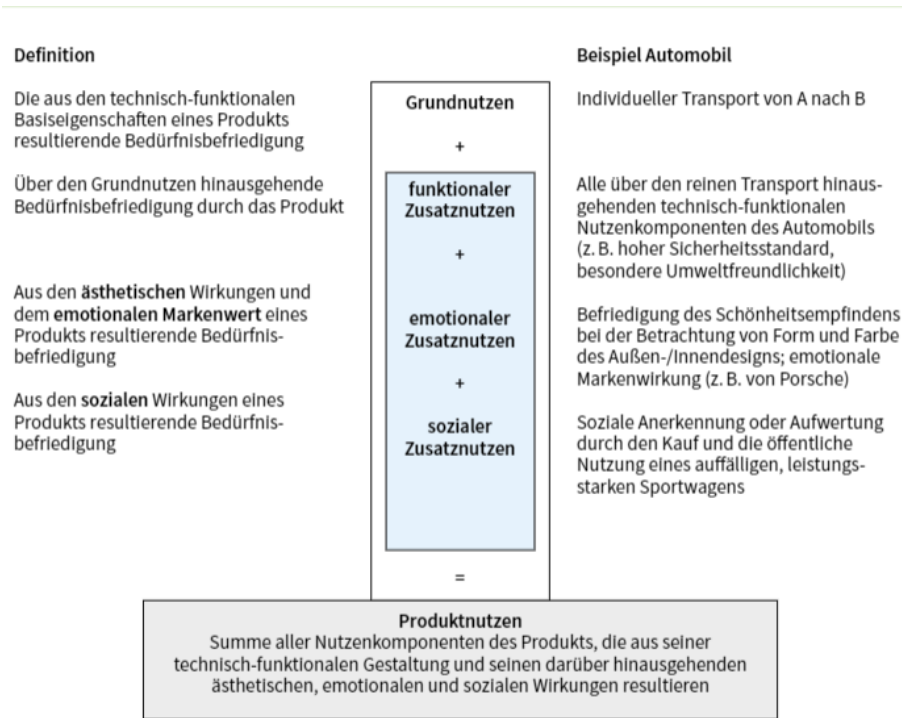 Definition
Beispiel Automobil
Die aus den technisch-funktionalen
Basiseigenschaften eines Produkts
resultierende Bedürfnisbefriedigung
Grundnutzen
Individueller Transport von A nach B
+
Über den Grundnutzen hinausgehende
Bedürfnisbefriedigung durch das Produkt
funktionaler
Zusatznutzen
Alle über den reinen Transport hinaus-
gehenden technisch-funktionalen
Nutzenkomponenten des Automobils
(z. B. hoher Sicherheitsstandard,
besondere Umweltfreundlichkeit)
+
Aus den ästhetischen Wirkungen und
dem emotionalen Markenwert eines
Produkts resultierende Bedürfnis-
befriedigung
emotionaler
Zusatznutzen
Befriedigung des Schönheitsempfindens
bei der Betrachtung von Form und Farbe
des Außen-/Innendesigns; emotionale
Markenwirkung (z. B. von Porsche)
+
Aus den sozialen Wirkungen eines
Produkts resultierende Bedürfnis-
befriedigung
sozialer
Zusatznutzen
Soziale Anerkennung oder Aufwertung
durch den Kauf und die öffentliche
Nutzung eines auffälligen, leistungs-
starken Sportwagens
=
Produktnutzen
Summe aller Nutzenkomponenten des Produkts, die aus seiner
technisch-funktionalen Gestaltung und seinen darüber hinausgehenden
ästhetischen, emotionalen und sozialen Wirkungen resultieren